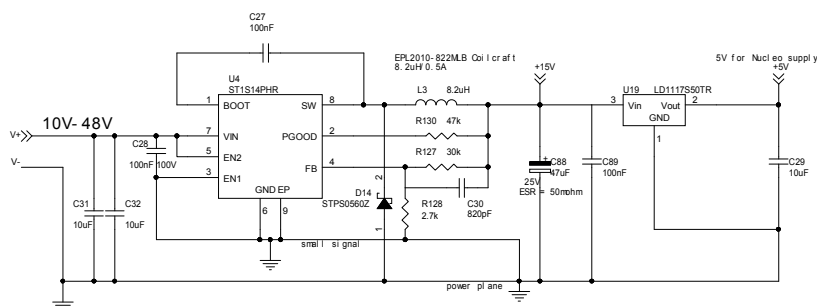 C27
100nF
EPL2010-822MLB Coilcraft
8.2uH/0.5A
+15V
5V for Nucleo supply
+5V
U4
ST1S14PHR
L3 8.2uH
U19 LD1117S50TR
1 BOOT SW 8
3 Vin Vout 2
GND
1
10V-48V
V+
R130 47k
7 VIN PGOOD 2
C28
100nF 100V
5 EN2
R127 30k
FB 4
3 EN1
V-
C88
47uF
25V
ESR = 50mohm
C89
100nF
C29
10uF
GND EP
6 9
2
D14
STPS0560Z
1
R128
2.7k
C30
820pF
C31
10uF
C32
10uF
small signal
power plane